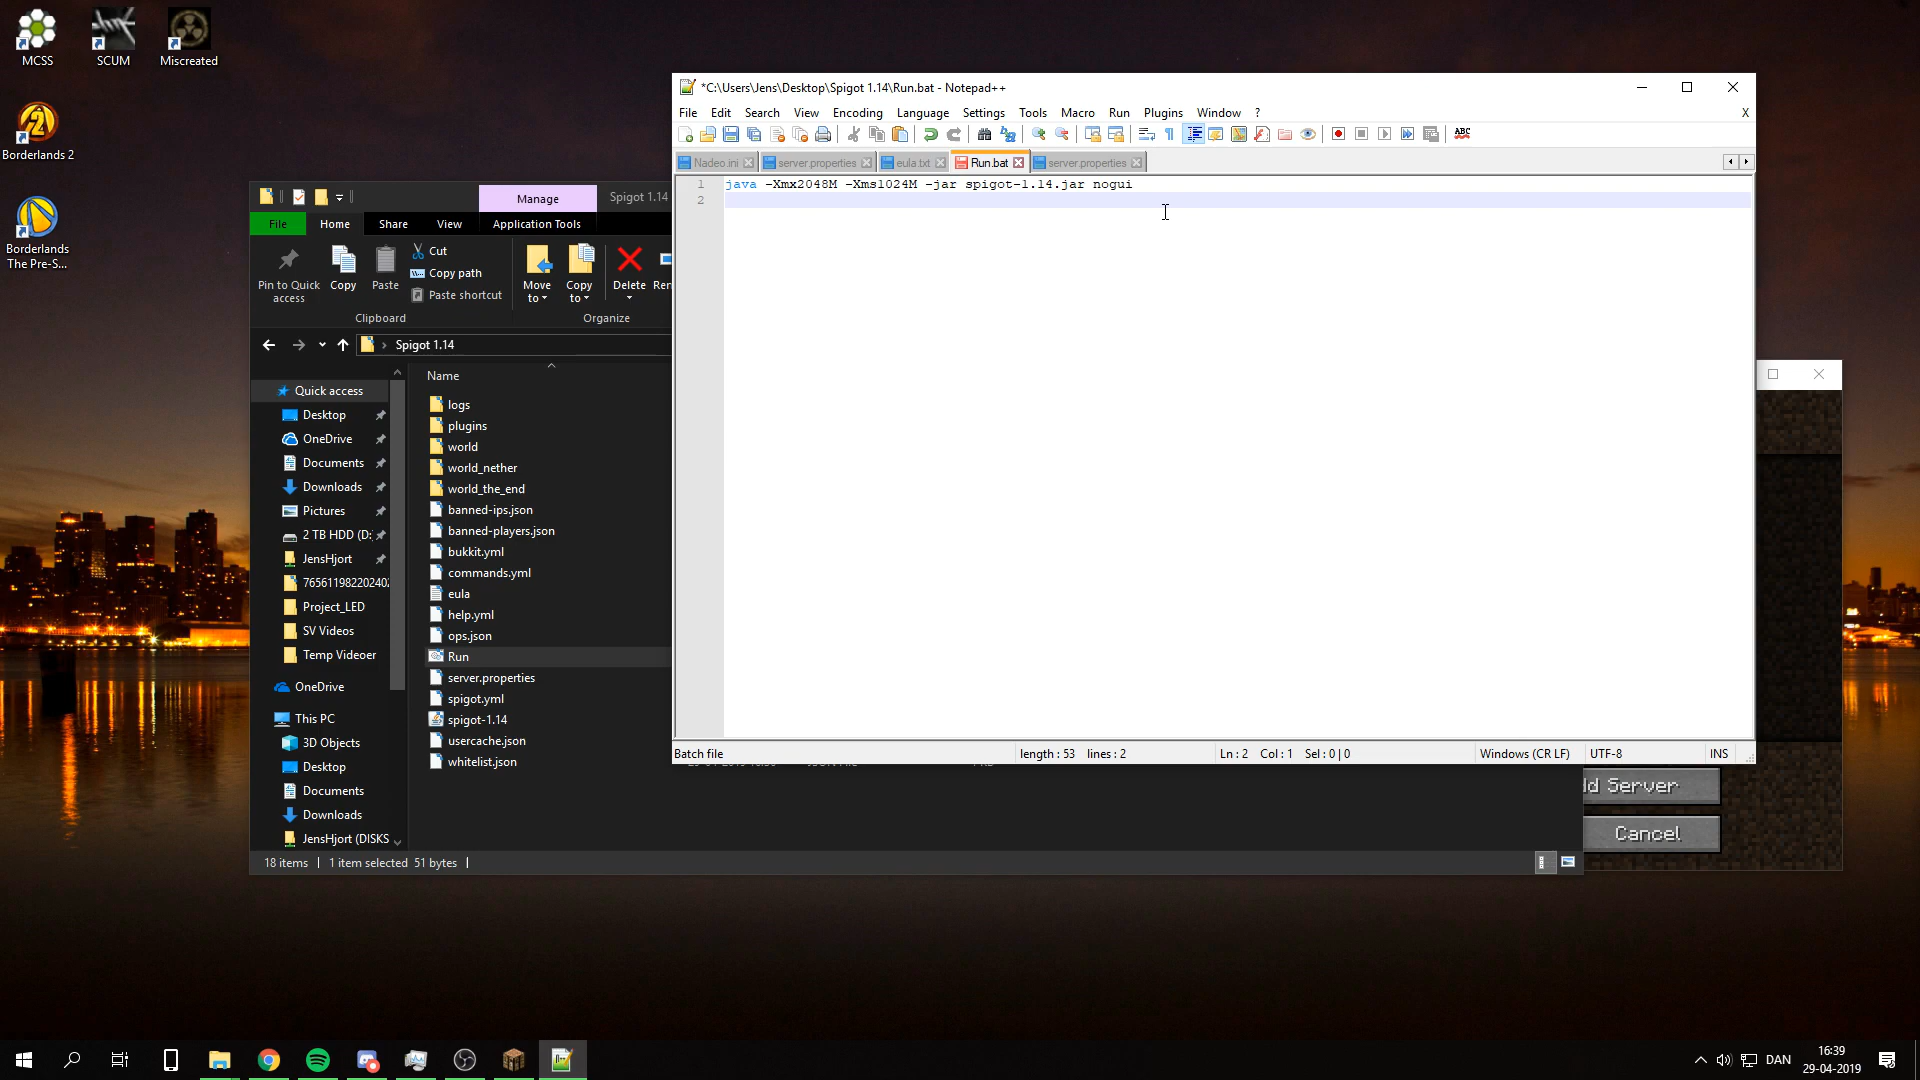 MCSS
SCUM
Miscreated
Borderlands 2
Borderlands
The Pre-S...
*C:\Users\Jens\Desktop\Spigot 1.14\Run.bat - Notepad++
File Edit Search View Encoding Language Settings Tools Macro Run Plugins Window ?
X
ABC
Nadeo.ini server.properties eula.txt Run.bat server.properties
1 java -Xmx2048M -Xms1024M -jar spigot-1.14.jar nogui
2
Batch file length : 53 lines : 2 Ln : 2 Col : 1 Sel : 0 | 0 Windows (CR LF) UTF-8 INS
Manage Spigot 1.14
File Home Share View Application Tools
Pin to Quick
access
Copy
Paste
Cut
Copy path
Paste shortcut
Move
to
Copy
to
Delete
Ren
Clipboard
Organize
Spigot 1.14
Name
Quick access
Desktop
OneDrive
Documents
Downloads
Pictures
2 TB HDD (D:
JensHjort
Project_LED
SV Videos
Temp Videoer
OneDrive
This PC
3D Objects
Desktop
Documents
Downloads
JensHjort (DISKS
logs
plugins
world
world_nether
world_the_end
banned-ips.json
banned-players.json
bukkit.yml
commands.yml
eula
help.yml
ops.json
Run
server.properties
spigot.yml
spigot-1.14
usercache.json
whitelist.json
18 items 1 item selected 51 bytes
ld Server
Cancel
DAN
16:39
29-04-2019